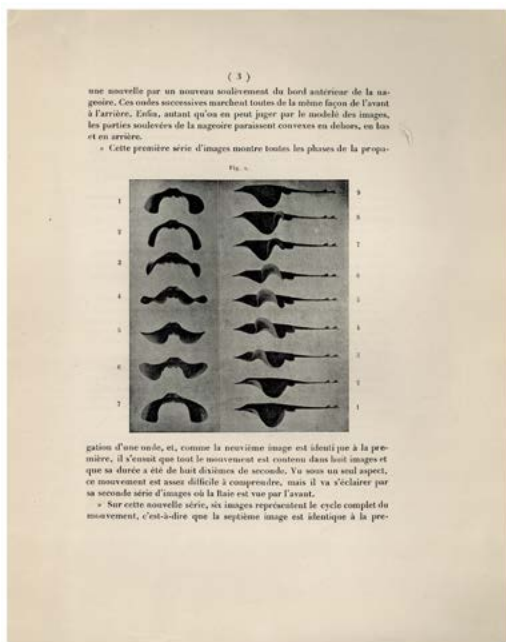 ( 3 )
une nouvelle par un nouveau soulèvement du bord antérieur de la na-
geoire. Ces ondes successives marchent toutes de la même façon de l'avant
à l'arrière. Enfin, autant qu'on en peut juger par le modelé des images,
les parties soulevées de la nageoire paraissent convexes en dehors, en bas
et en arrière.
» Cette première série d'images montre toutes les phases de la propa-
1
2
3
4
5
6
7
9
8
7
6
5
4
3
2
1
gation d'une onde, et, comme la neuvième image est identique à la pre-
mière, il s'ensuit que tout le mouvement est contenu dans huit images et
que sa durée a été de huit dixièmes de seconde. Vu sous un seul aspect,
ce mouvement est assez difficile à comprendre, mais il va s'éclairer par
sa seconde série d'images où la Raie est vue par l'avant.
» Sur cette nouvelle série, six images représentent le cycle complet du
mouvement, c'est-à-dire que la septième image est identique à la pre-